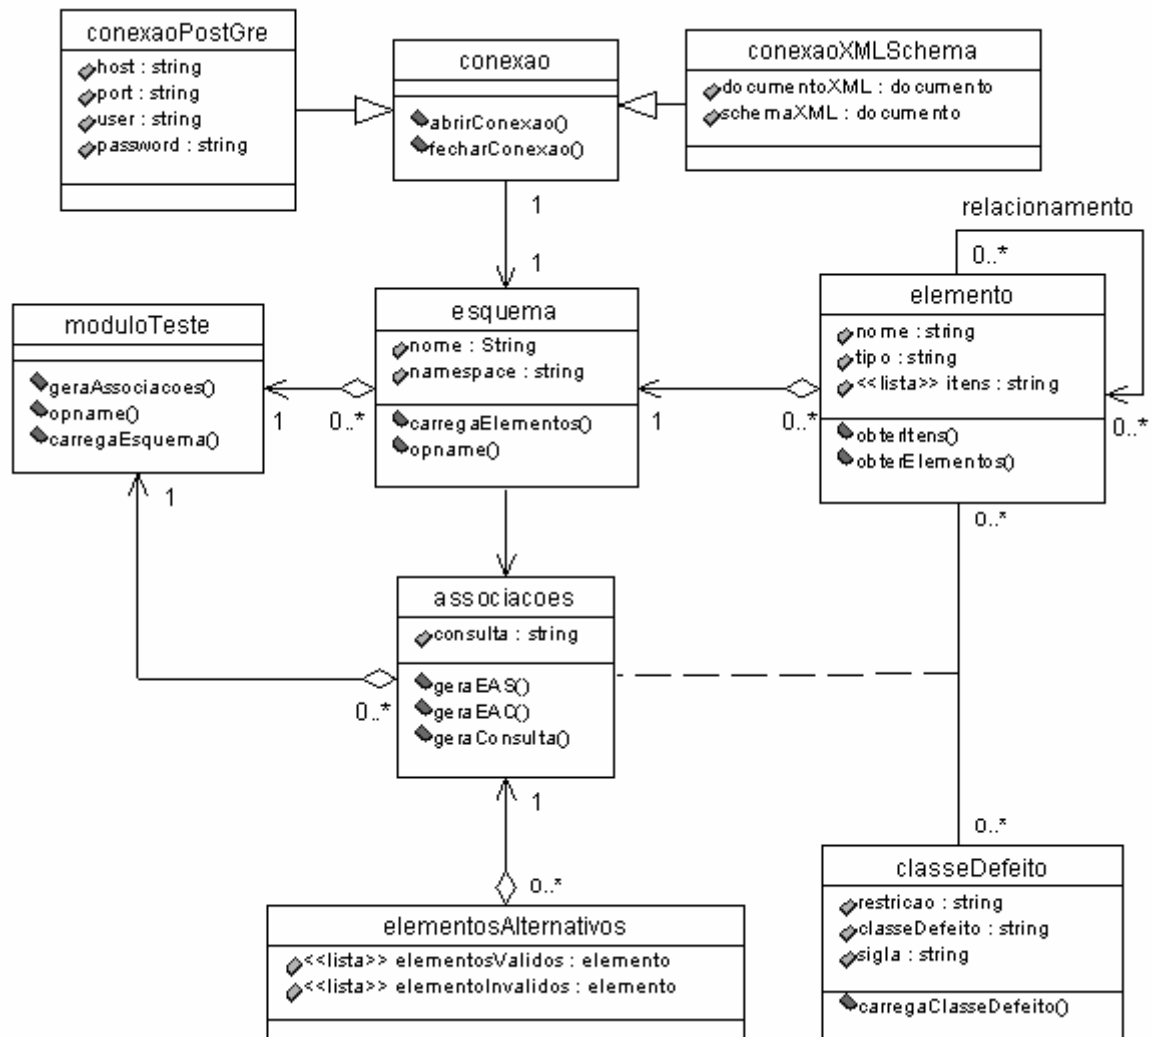 conexaoPostGre
host : string
port : string
user : string
password : string
conexao
abrirConexao()
fecharConexao()
conexaoXMLSchema
documentoXML : documento
schemaXML : documento
1
1
relacionamento
0..*
0..*
moduloTeste
geraAssociacoes()
opname()
carregaEsquema()
1
0..*
esquema
nome : String
namespace : string
carregaElementos()
opname()
1
0..*
elemento
nome : string
tipo : string
<<lista>> itens : string
obterItens()
obterElementos()
1
0..*
0..*
associacoes
consulta : string
geraEAS()
geraEAC()
geraConsulta()
1
0..*
0..*
elementosAlternativos
<<lista>> elementosValidos : elemento
<<lista>> elementoInvalidos : elemento
classeDefeito
restricao : string
classeDefeito : string
sigla : string
carregaClasseDefeito()